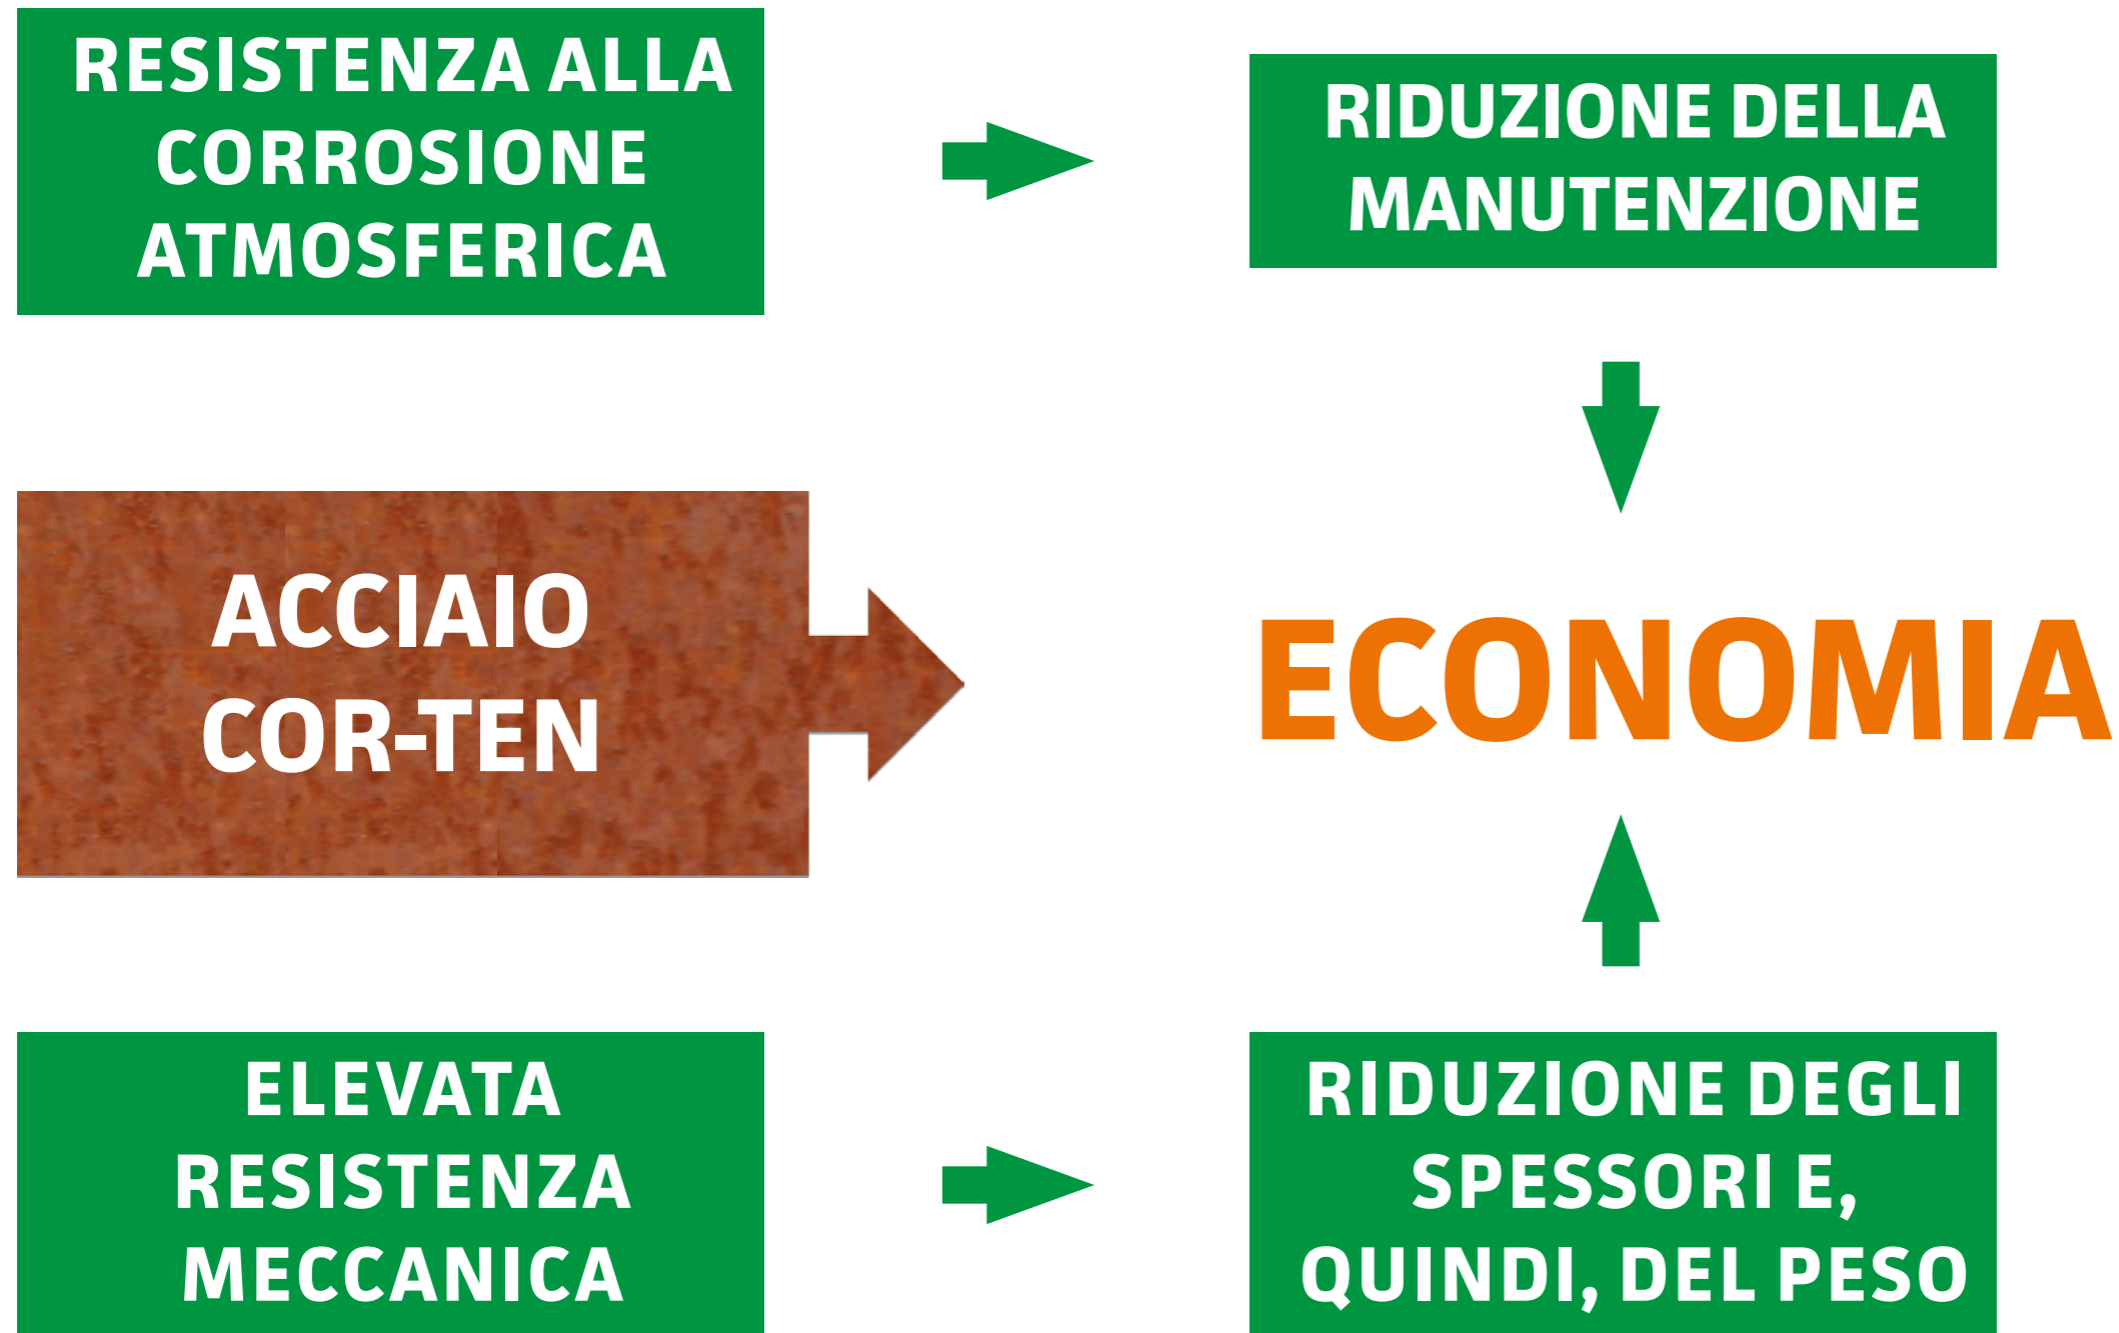 RESISTENZA ALLA
CORROSIONE
ATMOSFERICA
RIDUZIONE DELLA
MANUTENZIONE
ACCIAIO
COR-TEN
ECONOMIA
ELEVATA
RESISTENZA
MECCANICA
RIDUZIONE DEGLI
SPESSORI E,
QUINDI, DEL PESO